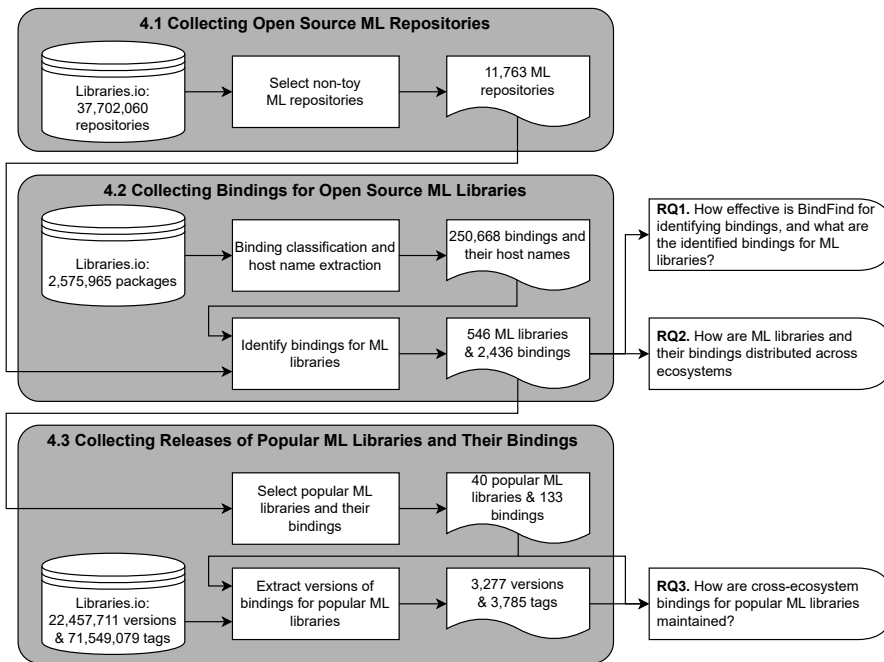 4.1 Collecting Open Source ML Repositories
Libraries.io:
37,702,060
repositories
Select non-toy
ML repositories
11,763 ML
repositories
4.2 Collecting Bindings for Open Source ML Libraries
Libraries.io:
2,575,965 packages
Binding classification and
host name extraction
250,668 bindings and
their host names
Identify bindings for ML
libraries
546 ML libraries
& 2,436 bindings
RQ1. How effective is BindFind for
identifying bindings, and what are
the identified bindings for ML
libraries?
RQ2. How are ML libraries and
their bindings distributed across
ecosystems
4.3 Collecting Releases of Popular ML Libraries and Their Bindings
Select popular ML
libraries and their
bindings
40 popular ML
libraries & 133
bindings
Libraries.io:
22,457,711 versions
& 71,549,079 tags
Extract versions of
bindings for popular ML
libraries
3,277 versions
& 3,785 tags
RQ3. How are cross-ecosystem
bindings for popular ML libraries
maintained?